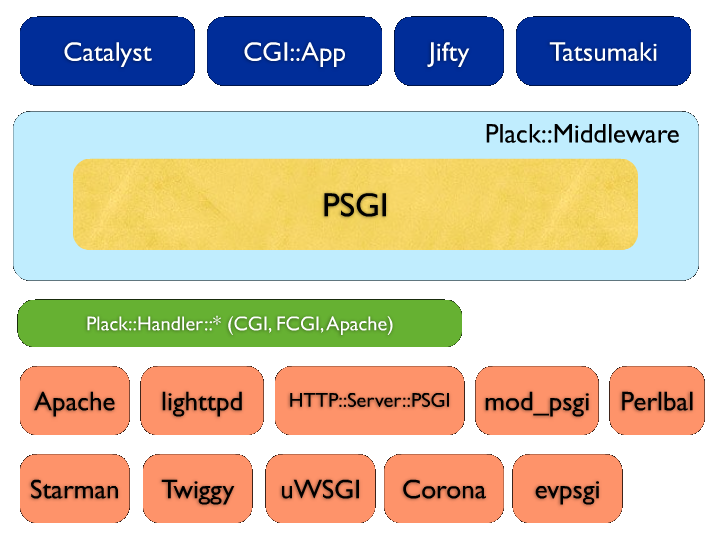 Catalyst CGI::App Jifty Tatsumaki
Plack::Middleware
PSGI
Plack::Handler::* (CGI, FCGI, Apache)
Apache lighttpd HTTP::Server::PSGI mod_psgi Perlbal
Starman Twiggy uWSGI Corona evpsgi